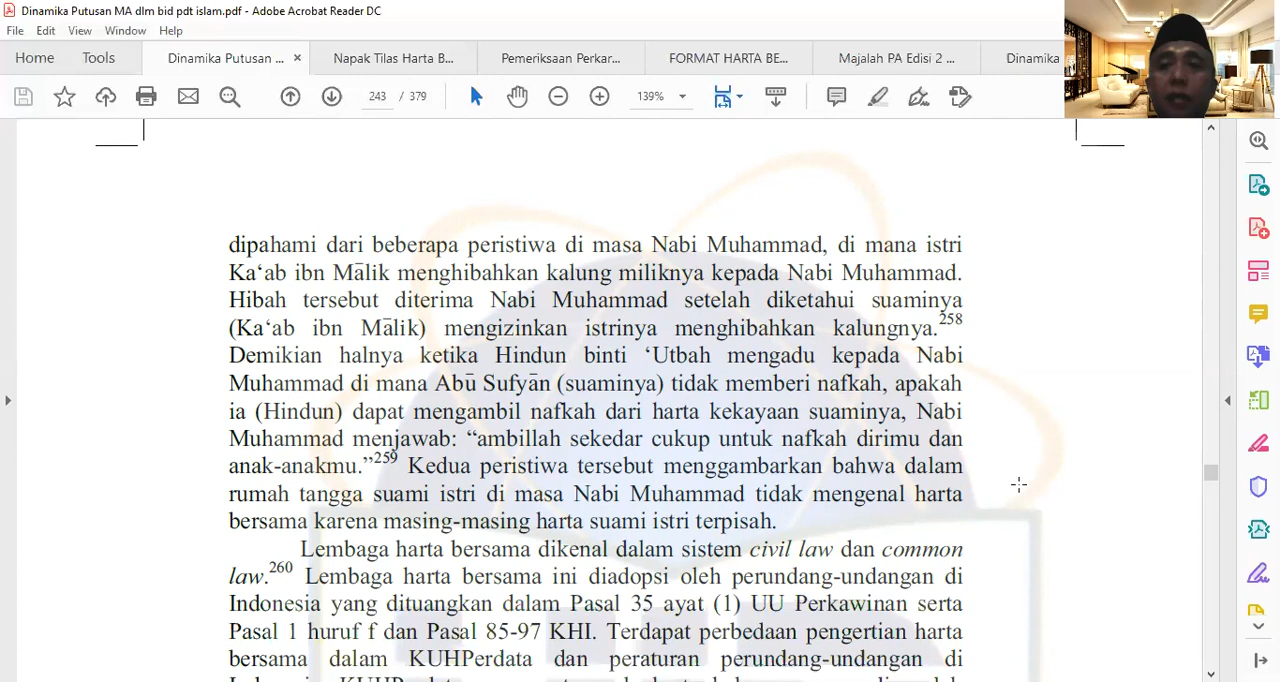 Dinamika Putusan MA dlm bid pdt islam.pdf - Adobe Acrobat Reader DC
File Edit View Window Help
Home Tools Dinamika Putusan ... × Napak Tilas Harta B... Pemeriksaan Perkar... FORMAT HARTA BE... Majalah PA Edisi 2 ... Dinamika
243 / 379 139%
dipahami dari beberapa peristiwa di masa Nabi Muhammad, di mana istri
Ka‘ab ibn Mālik menghibahkan kalung miliknya kepada Nabi Muhammad.
Hibah tersebut diterima Nabi Muhammad setelah diketahui suaminya
(Ka‘ab ibn Mālik) mengizinkan istrinya menghibahkan kalungnya.258
Demikian halnya ketika Hindun binti ‘Utbah mengadu kepada Nabi
Muhammad di mana Abū Sufyān (suaminya) tidak memberi nafkah, apakah
ia (Hindun) dapat mengambil nafkah dari harta kekayaan suaminya, Nabi
Muhammad menjawab: “ambillah sekedar cukup untuk nafkah dirimu dan
anak-anakmu.”259 Kedua peristiwa tersebut menggambarkan bahwa dalam
rumah tangga suami istri di masa Nabi Muhammad tidak mengenal harta
bersama karena masing-masing harta suami istri terpisah.
Lembaga harta bersama dikenal dalam sistem civil law dan common
law.260 Lembaga harta bersama ini diadopsi oleh perundang-undangan di
Indonesia yang dituangkan dalam Pasal 35 ayat (1) UU Perkawinan serta
Pasal 1 huruf f dan Pasal 85-97 KHI. Terdapat perbedaan pengertian harta
bersama dalam KUHPerdata dan peraturan perundang-undangan di